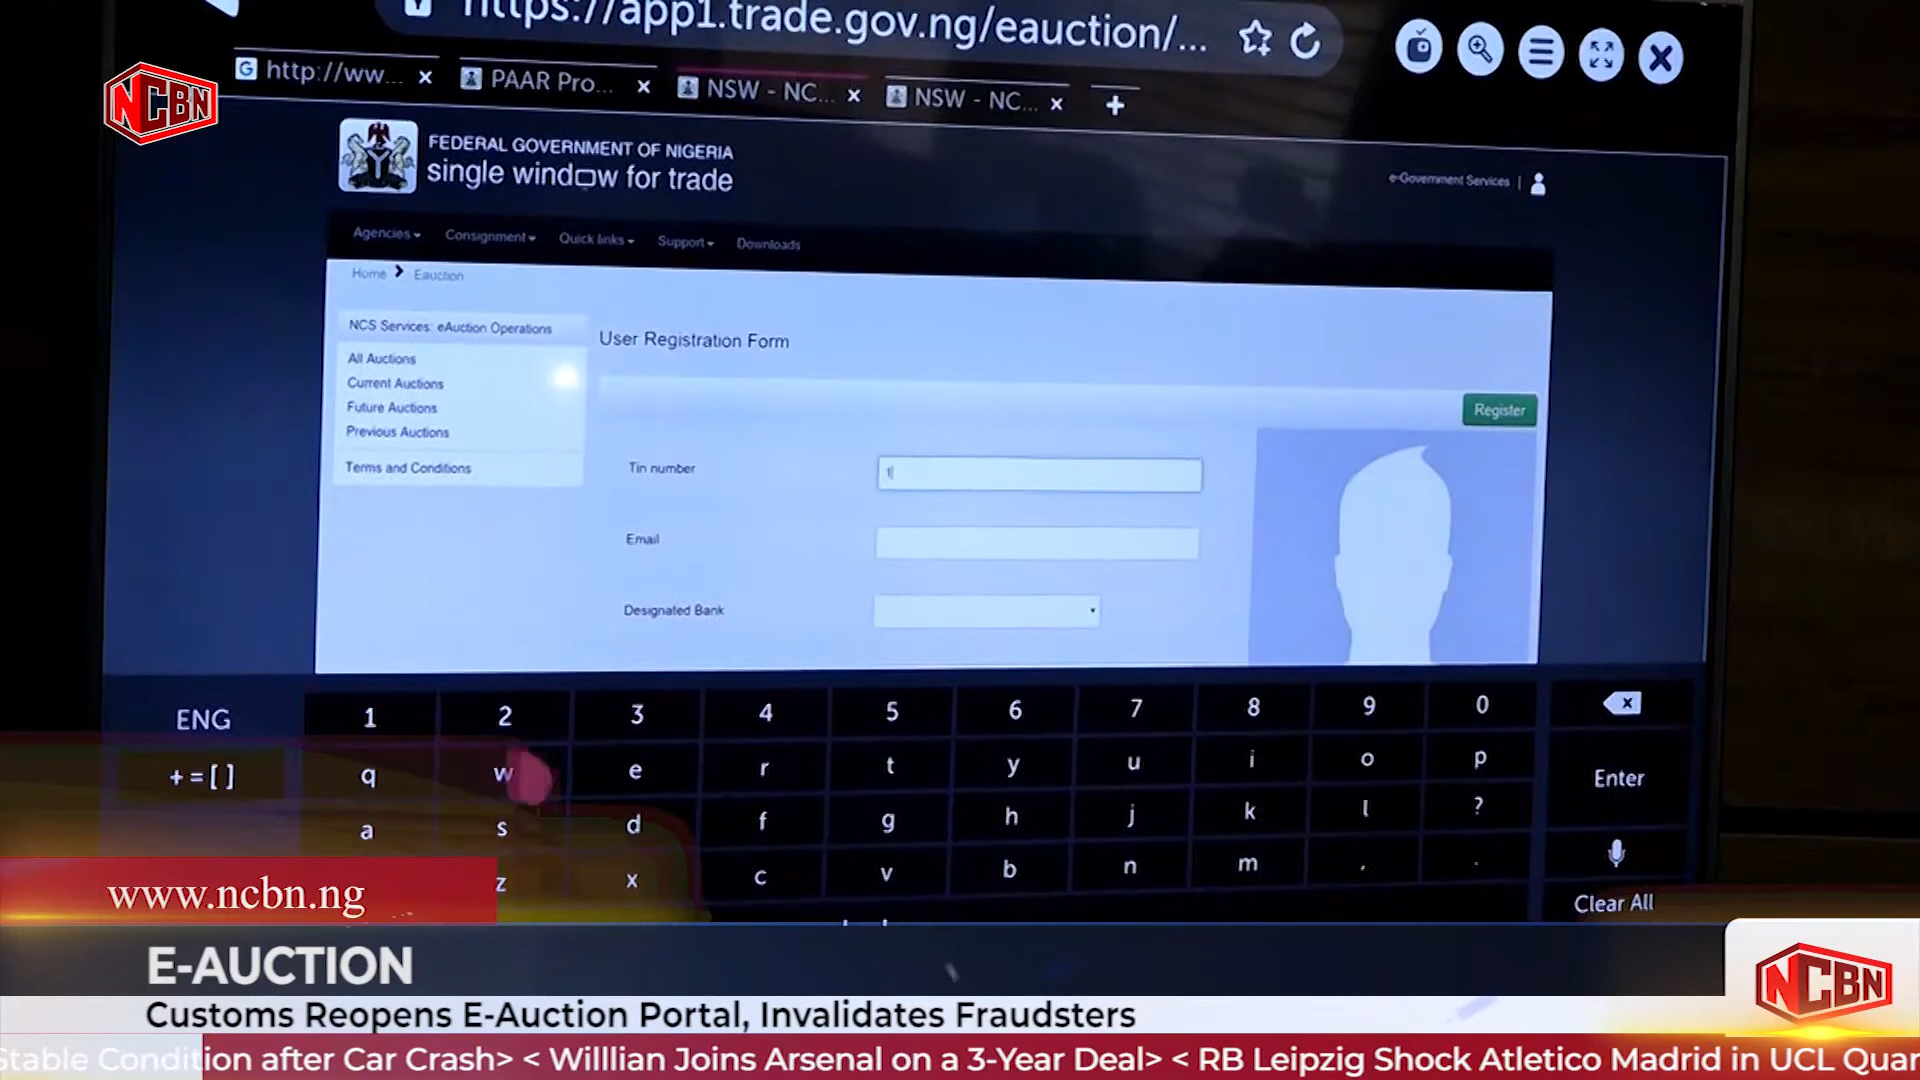 https://app1.trade.gov.ng/eauction/...
http://ww...
PAAR Pro...
NSW - NC...
NSW - NC...
NCBN
FEDERAL GOVERNMENT OF NIGERIA
single window for trade
e-Government Services |
Agencies
Consignment
Quick links
Support
Downloads
Home
Eauction
NCS Services: eAuction Operations
All Auctions
Current Auctions
Future Auctions
Previous Auctions
Terms and Conditions
User Registration Form
Register
Tin number
1
Email
Designated Bank
ENG 1 2 3 4 5 6 7 8 9 0
+=[] q w e r t y u i o p Enter
a s d f g h j k l ?
z x c v b n m , .
Clear All
www.ncbn.ng
E-AUCTION
Customs Reopens E-Auction Portal, Invalidates Fraudsters
NCBN
Stable Condition after Car Crash> < Willlian Joins Arsenal on a 3-Year Deal> < RB Leipzig Shock Atletico Madrid in UCL Quar